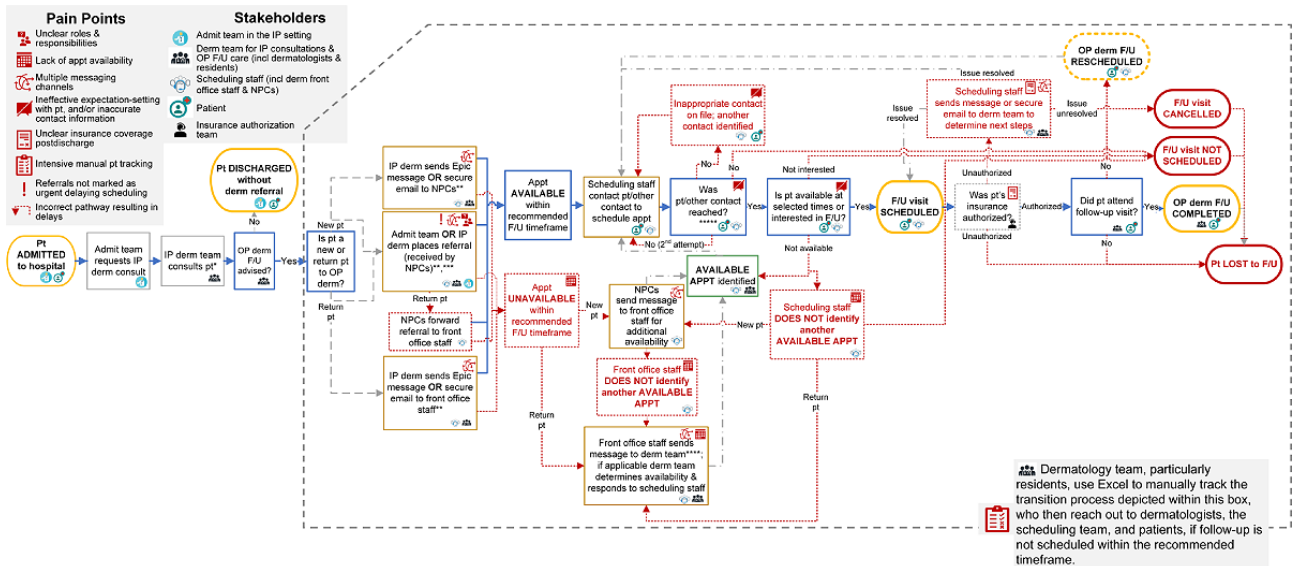 Pain Points
Unclear roles &
responsibilities
Lack of appt availability
Multiple messaging
channels
Ineffective expectation-setting
with pt, and/or inaccurate
contact information
Unclear insurance coverage
postdischarge
Intensive manual pt tracking
Referrals not marked as
urgent delaying scheduling
Incorrect pathway resulting in
delays
Stakeholders
Admit team in the IP setting
Derm team for IP consultations &
OP F/U care (incl dermatologists &
residents)
Scheduling staff (incl derm front
office staff & NPCs)
Patient
Insurance authorization
team
Pt DISCHARGED
without
derm referral
No
Pt
ADMITTED
to hospital
Admit team
requests IP
derm consult
IP derm team
consults pt*
OP derm
F/U
advised?
Yes
New pt
Is pt a
new or
return pt
to OP
derm?
Return
pt
IP derm sends Epic
message OR secure
email to NPCs**
Admit team OR IP
derm places referral
(received by
NPCs)**,***
Return pt
NPCs forward
referral to front
office staff
IP derm sends Epic
message OR secure
email to front office
staff**
Appt
AVAILABLE
within
recommended
F/U timeframe
Appt
UNAVAILABLE
within
recommended
F/U timeframe
New
pt
Return
pt
Scheduling staff
contact pt/other
contact to
schedule appt
Inappropriate contact
on file; another
contact identified
No
No
Was
pt/other contact
reached?
*****
Yes
No (2nd attempt)
AVAILABLE
APPT identified
NPCs
send message to
front office
staff for
additional
availability
Front office staff
DOES NOT identify
another AVAILABLE
APPT
Front office staff sends
message to derm team****;
if applicable derm team
determines availability &
responds to scheduling staff
Not interested
Is pt available at
selected times or
interested in F/U?
Yes
Not available
Scheduling staff
DOES NOT identify
another
AVAILABLE APPT
New pt
Return
pt
F/U visit
SCHEDULED
Issue
resolved
Issue resolved
Scheduling staff
sends message or secure
email to derm team to
determine next steps
Issue
unresolved
Unauthorized
Was pt's
insurance
authorized?
Authorized
Unauthorized
OP derm F/U
RESCHEDULED
No
Did pt attend
follow-up visit?
Yes
No
F/U visit
CANCELLED
F/U visit NOT
SCHEDULED
OP derm F/U
COMPLETED
Pt LOST to F/U
Dermatology team, particularly
residents, use Excel to manually track the
transition process depicted within this box,
who then reach out to dermatologists, the
scheduling team, and patients, if follow-up is
not scheduled within the recommended
timeframe.